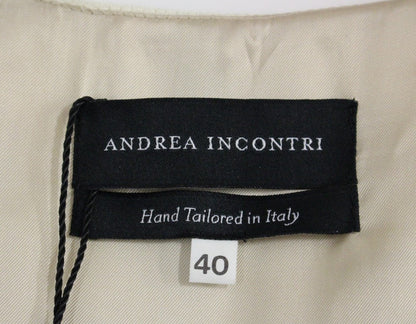 ANDREA INCONTRI
Hand Tailored in Italy
40